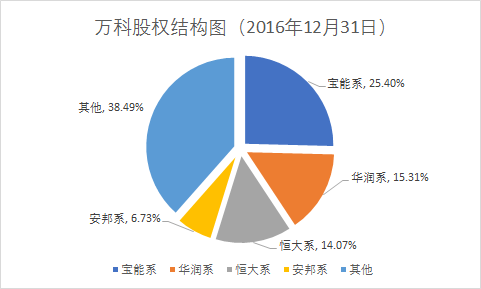 万科股权结构图（2016年12月31日）
宝能系, 25.40%
其他, 38.49%
华润系, 15.31%
安邦系, 6.73%
恒大系, 14.07%
宝能系 华润系 恒大系 安邦系 其他